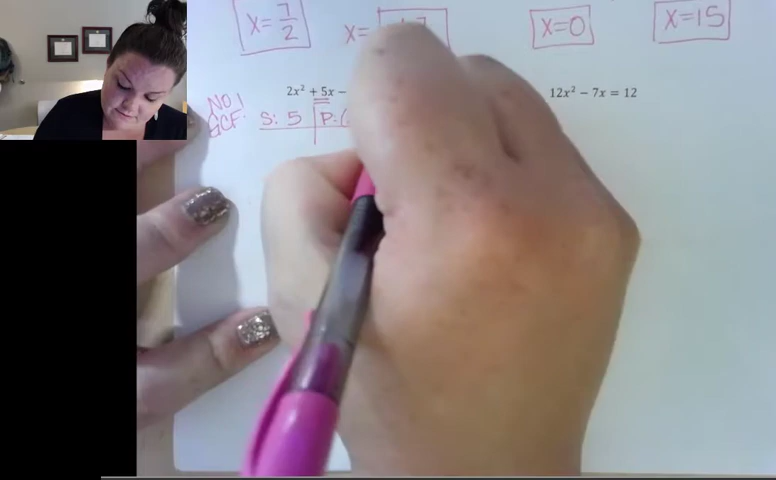 x = 7/2 x = x=0 x=15
2x² + 5x − 12x² − 7x = 12
NO!
GCF: S: 5 P: (